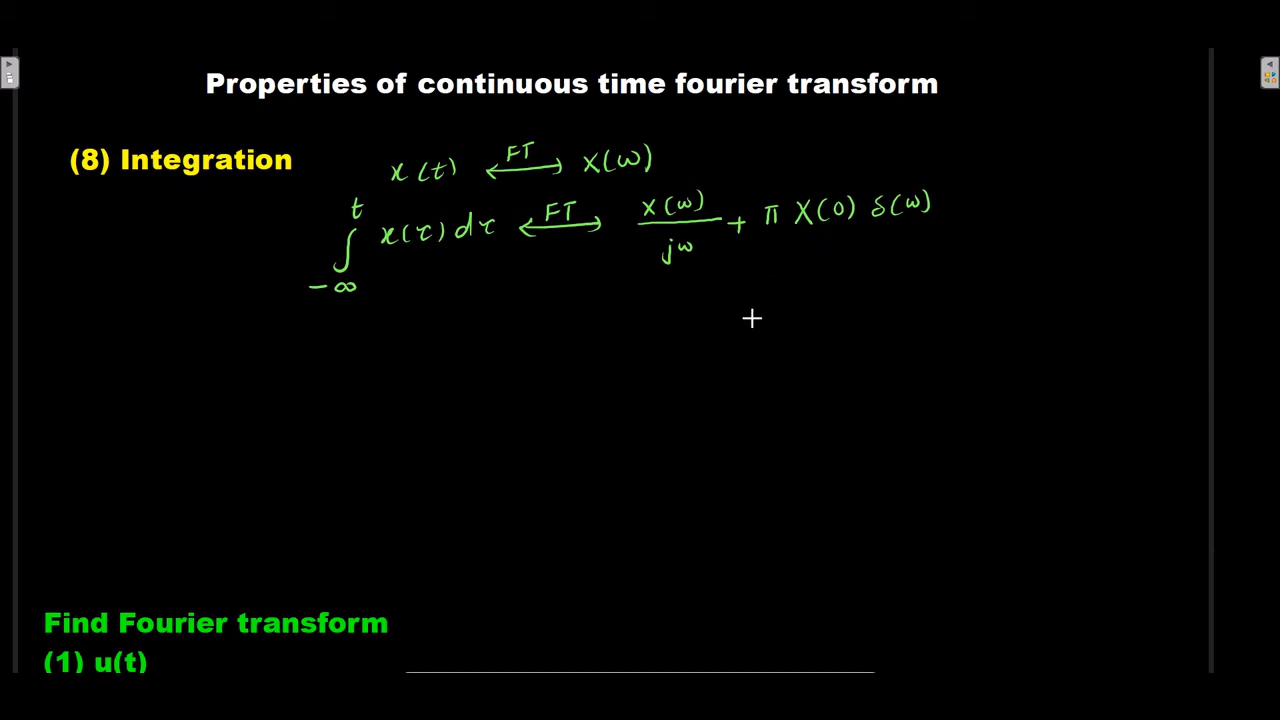 Properties of continuous time fourier transform
(8) Integration
x(t) ⟷FT X(ω)
∫_{-∞}^{t} x(τ) dτ ⟷FT X(ω)/jω + π X(0) δ(ω)
Find Fourier transform
(1) u(t)